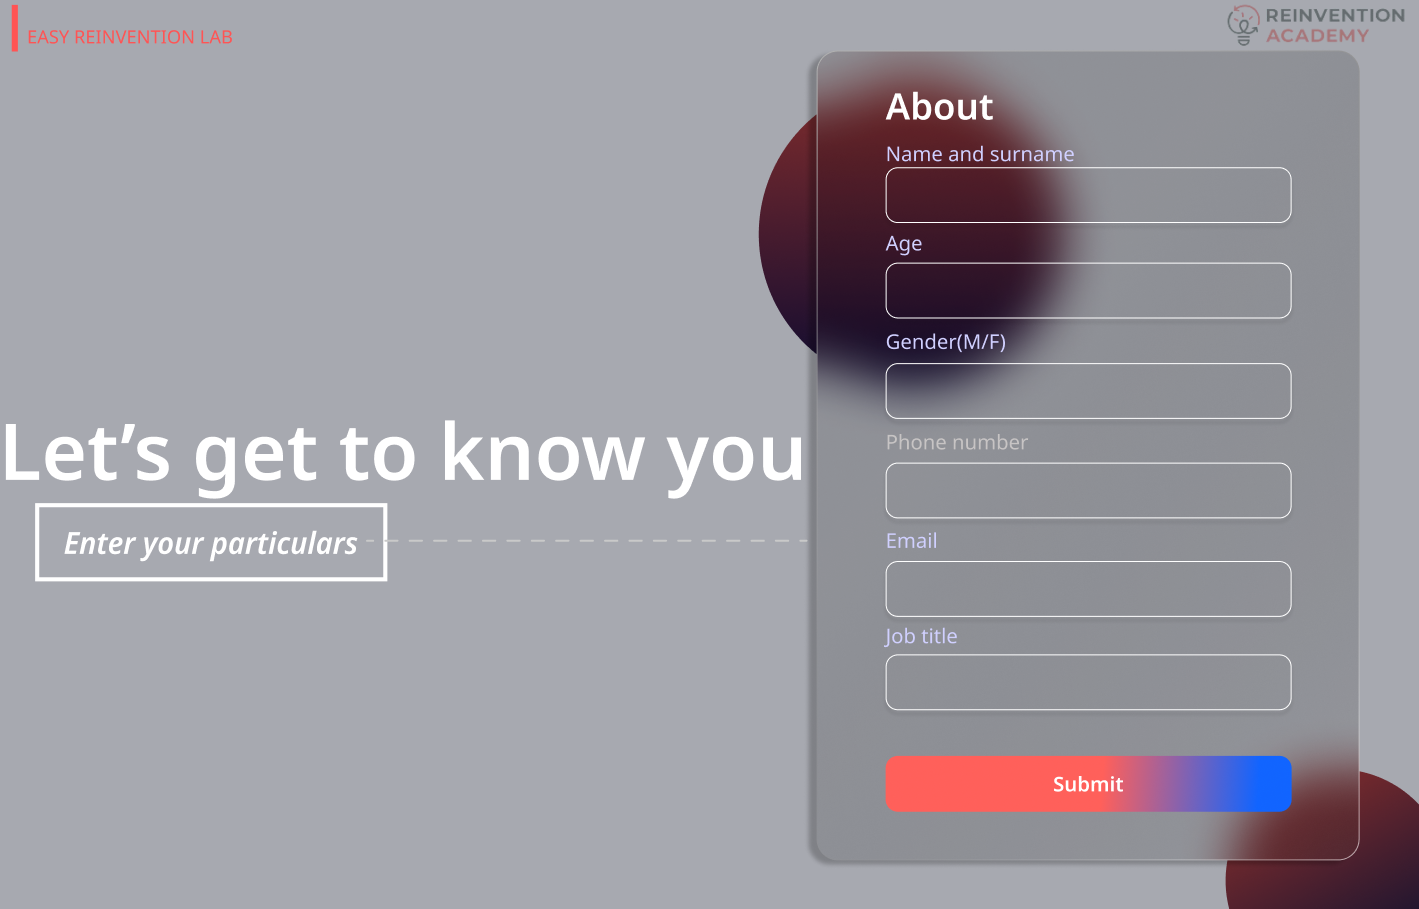 EASY REINVENTION LAB
REINVENTION
ACADEMY
Let’s get to know you
Enter your particulars
About
Name and surname
Age
Gender(M/F)
Phone number
Email
Job title
Submit